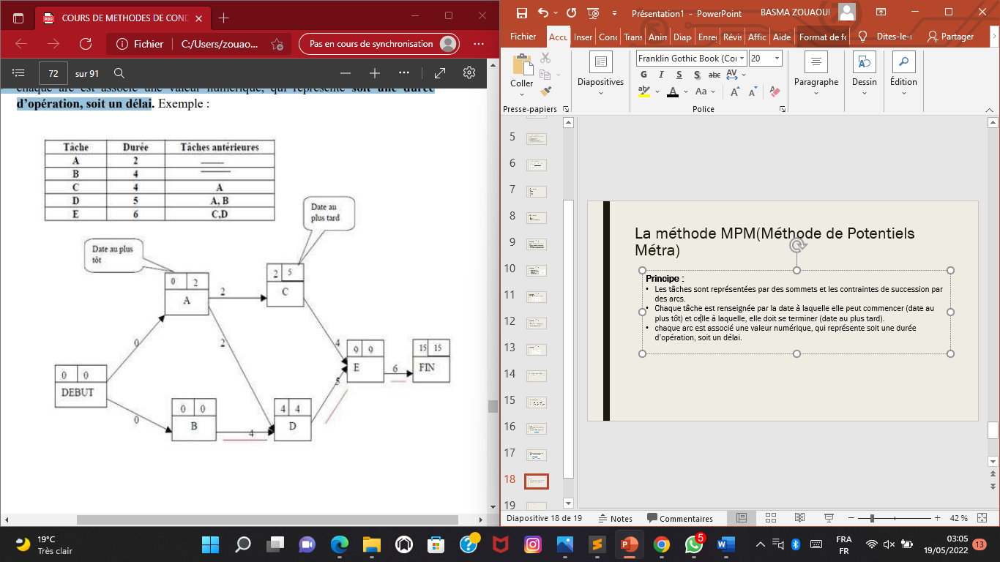 COURS DE METHODES DE CON
Fichier
C:/Users/zouao...
Pas en cours de synchronisation
72
sur 91
chaque arc est associé une valeur numérique, qui représente soit une durée
d'opération, soit un délai. Exemple :
Tâche Durée Tâches antérieures
A 2
B 4
C 4 A
D 5 A, B
E 6 C,D
Date au
plus tard
Date au plus
tôt
0 2
A
2
2 5
C
0
2
4
9 9
E
6
15 15
FIN
0 0
DEBUT
5
0
0 0
B
4
4 4
D
Présentation1 - PowerPoint
BASMA ZOUAOUI
Fichier
Accu
Inser
Conc
Trans
Anim
Diap
Enreg
Révis
Affic
Aide
Format de fo
Dites-le-
Partager
Coller
Presse-papiers
Diapositives
Franklin Gothic Book (Cor
20
G I S S abc AV
ab A Aa A A
Police
Paragraphe
Dessin
Édition
5
6
7
8
9
10
11
12
13
14
15
16
17
18
19
La méthode MPM(Méthode de Potentiels
Métra)
Principe :
• Les tâches sont représentées par des sommets et les contraintes de succession par
des arcs.
• Chaque tâche est renseignée par la date à laquelle elle peut commencer (date au
plus tôt) et celle à laquelle, elle doit se terminer (date au plus tard).
• chaque arc est associé une valeur numérique, qui représente soit une durée
d'opération, soit un délai.
Diapositive 18 de 19
Notes
Commentaires
42 %
19°C
Très clair
5
FRA
FR
03:05
19/05/2022
13